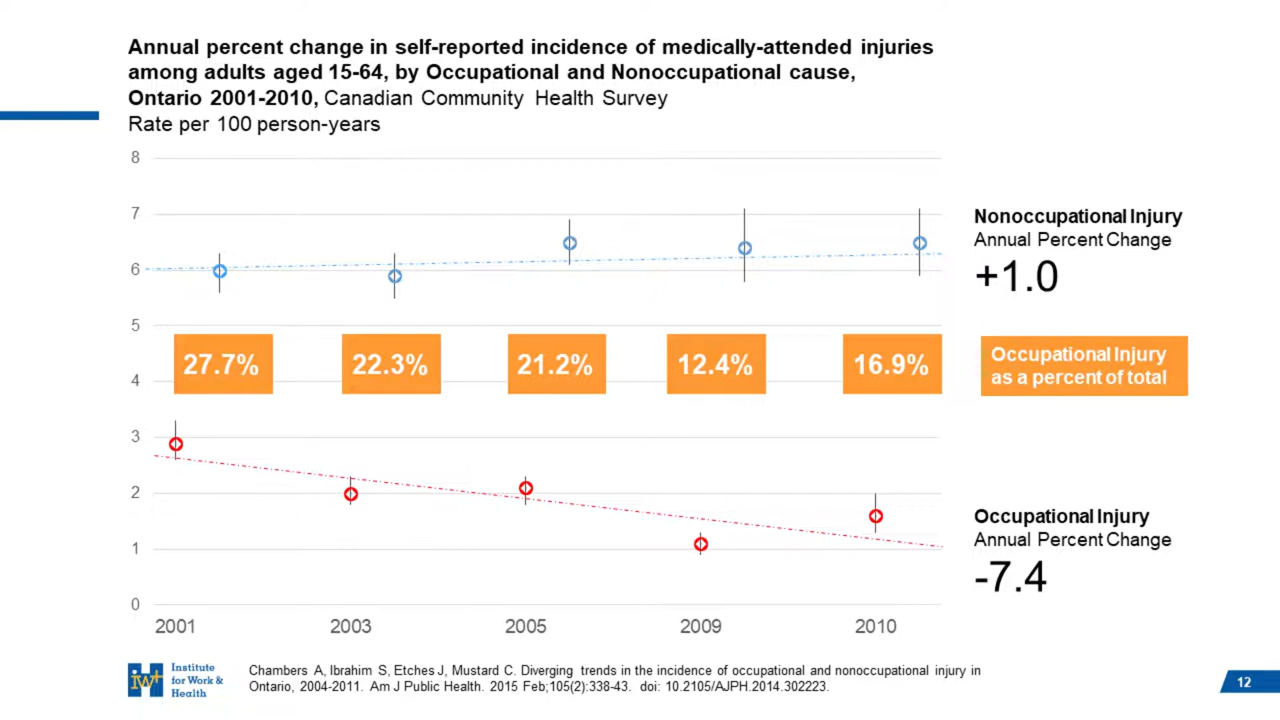 Annual percent change in self-reported incidence of medically-attended injuries
among adults aged 15-64, by Occupational and Nonoccupational cause,
Ontario 2001-2010, Canadian Community Health Survey
Rate per 100 person-years
8
7
6
5
4
3
2
1
0
Nonoccupational Injury
Annual Percent Change
+1.0
27.7%
22.3%
21.2%
12.4%
16.9%
Occupational Injury
as a percent of total
Occupational Injury
Annual Percent Change
-7.4
2001
2003
2005
2009
2010
iw+
Institute
for Work &
Health
Chambers A, Ibrahim S, Etches J, Mustard C. Diverging trends in the incidence of occupational and nonoccupational injury in
Ontario, 2004-2011. Am J Public Health. 2015 Feb;105(2):338-43. doi: 10.2105/AJPH.2014.302223.
12